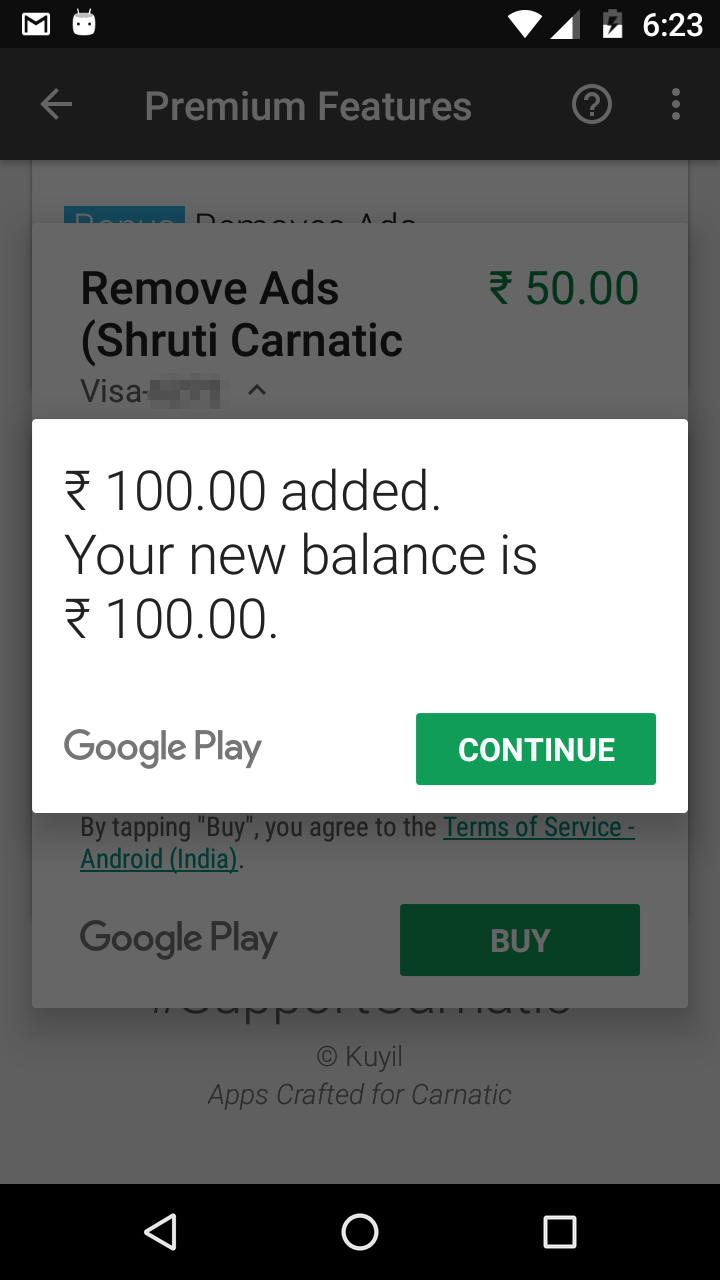 6:23
Premium Features
Bonus Removes Ads
Remove Ads ₹ 50.00
(Shruti Carnatic
Visa-
₹ 100.00 added.
Your new balance is
₹ 100.00.
Google Play CONTINUE
By tapping "Buy", you agree to the Terms of Service -
Android (India).
Google Play BUY
#SupportCarnatic
© Kuyil
Apps Crafted for Carnatic